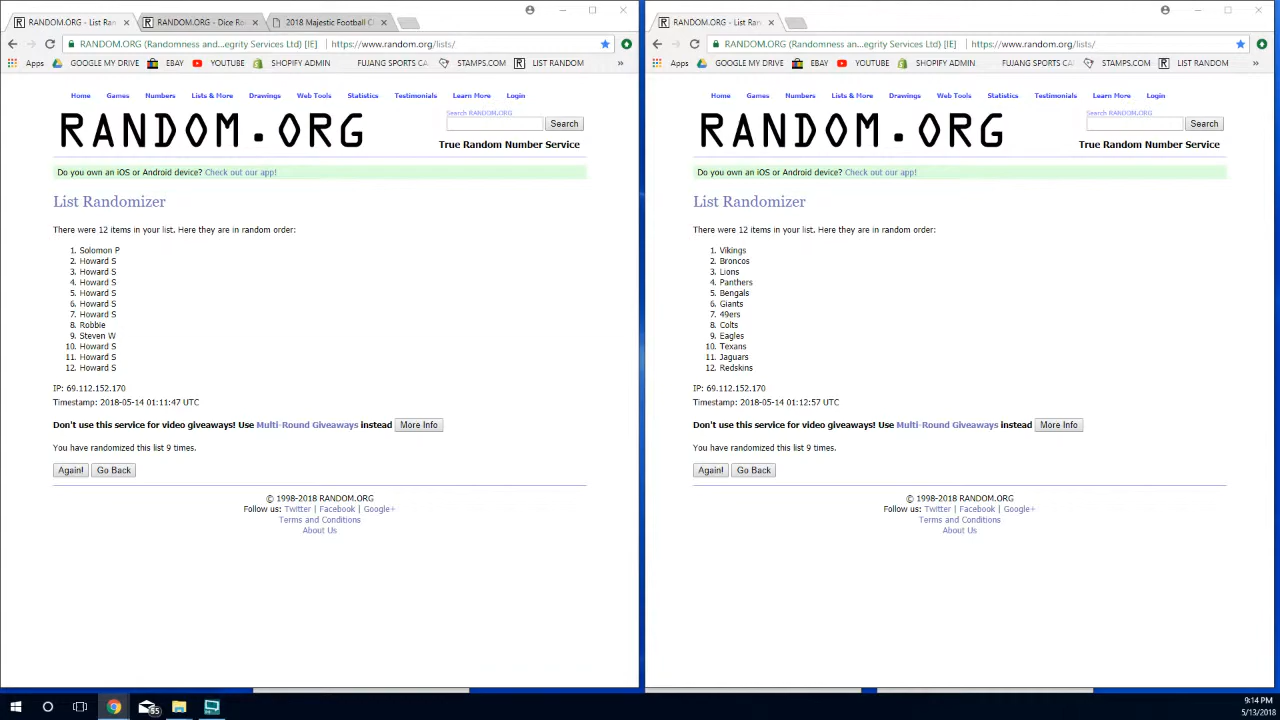 RANDOM.ORG - List Ran
RANDOM.ORG - Dice Ro
2018 Majestic Football C
RANDOM.ORG (Randomness and...egrity Services Ltd) [IE]
https://www.random.org/lists/
Apps
GOOGLE MY DRIVE
EBAY
YOUTUBE
SHOPIFY ADMIN
FUJANG SPORTS CA
STAMPS.COM
LIST RANDOM
»
Home Games Numbers Lists & More Drawings Web Tools Statistics Testimonials Learn More Login
Search RANDOM.ORG
RANDOM.ORG
Search
True Random Number Service
Do you own an iOS or Android device? Check out our app!
List Randomizer
There were 12 items in your list. Here they are in random order:
1. Solomon P
2. Howard S
3. Howard S
4. Howard S
5. Howard S
6. Howard S
7. Howard S
8. Robbie
9. Steven W
10. Howard S
11. Howard S
12. Howard S
IP: 69.112.152.170
Timestamp: 2018-05-14 01:11:47 UTC
Don't use this service for video giveaways! Use Multi-Round Giveaways instead More Info
You have randomized this list 9 times.
Again! Go Back
© 1998-2018 RANDOM.ORG
Follow us: Twitter | Facebook | Google+
Terms and Conditions
About Us
RANDOM.ORG - List Ran
RANDOM.ORG (Randomness and...egrity Services Ltd) [IE]
https://www.random.org/lists/
Apps
GOOGLE MY DRIVE
EBAY
YOUTUBE
SHOPIFY ADMIN
FUJANG SPORTS CA
STAMPS.COM
LIST RANDOM
»
Home Games Numbers Lists & More Drawings Web Tools Statistics Testimonials Learn More Login
Search RANDOM.ORG
RANDOM.ORG
Search
True Random Number Service
Do you own an iOS or Android device? Check out our app!
List Randomizer
There were 12 items in your list. Here they are in random order:
1. Vikings
2. Broncos
3. Lions
4. Panthers
5. Bengals
6. Giants
7. 49ers
8. Colts
9. Eagles
10. Texans
11. Jaguars
12. Redskins
IP: 69.112.152.170
Timestamp: 2018-05-14 01:12:57 UTC
Don't use this service for video giveaways! Use Multi-Round Giveaways instead More Info
You have randomized this list 9 times.
Again! Go Back
© 1998-2018 RANDOM.ORG
Follow us: Twitter | Facebook | Google+
Terms and Conditions
About Us
9:14 PM
5/13/2018